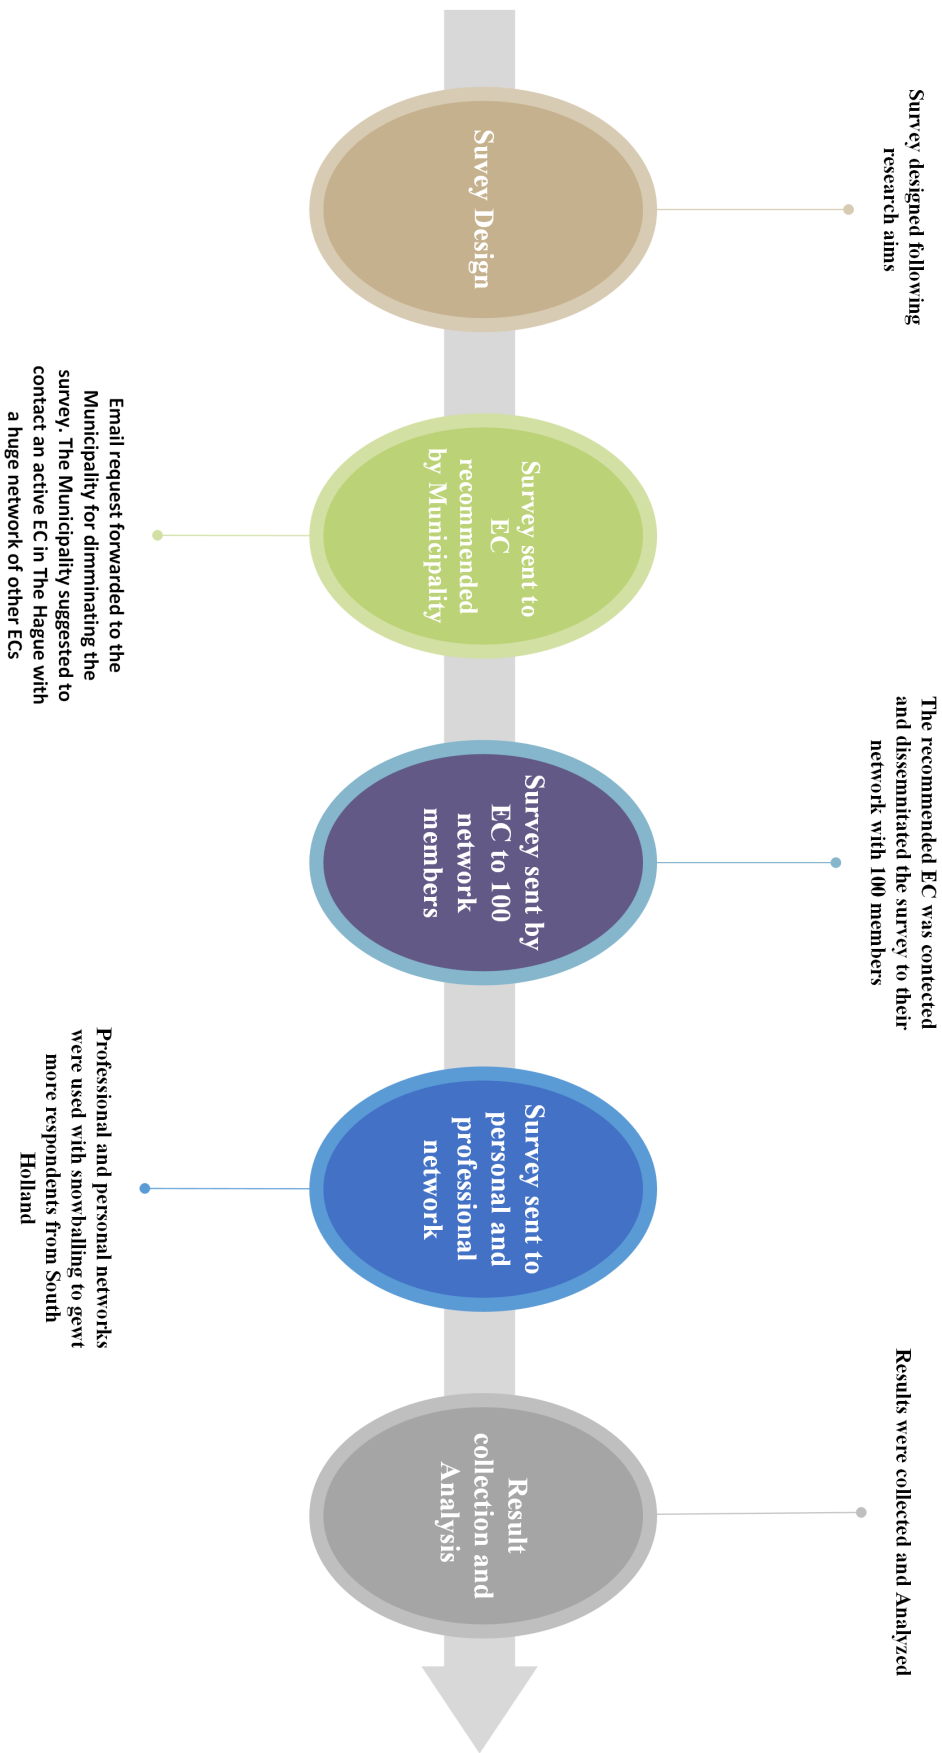 Survey designed following
research aims
Suvey Design
Survey sent to
EC
recommended
by Municipality
Email request forwarded to the
Municipality for dimminating the
survey. The Municipality suggested to
contact an active EC in The Hague with
a huge network of other ECs
The recommended EC was contected
and dissemnitated the survey to their
network with 100 members
Survey sent by
EC to 100
network
members
Survey sent to
personal and
professional
network
Professional and personal networks
were used with snowballing to gewt
more respondents from South
Holland
Results were collected and Analyzed
Result
collection and
Analysis